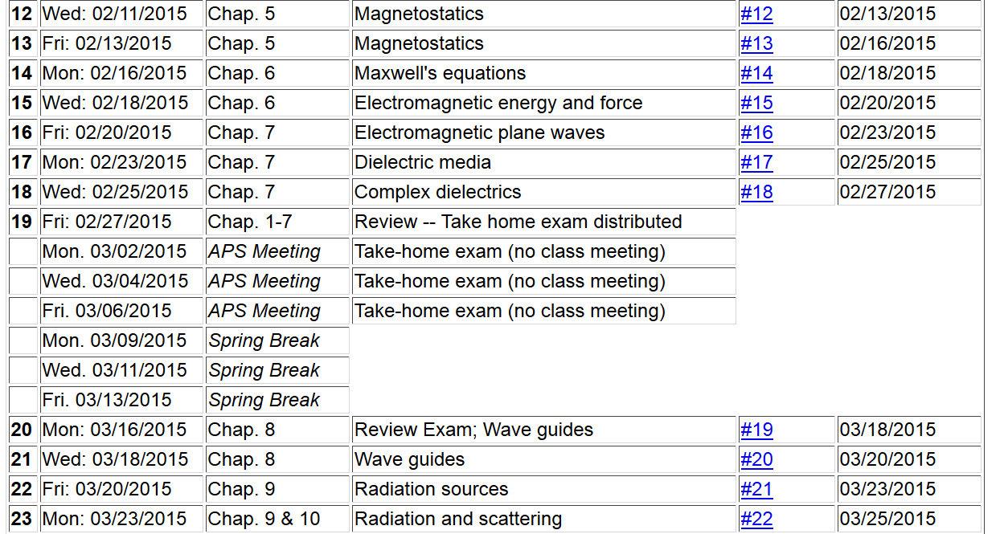 12 Wed: 02/11/2015 Chap. 5 Magnetostatics #12 02/13/2015
13 Fri: 02/13/2015 Chap. 5 Magnetostatics #13 02/16/2015
14 Mon: 02/16/2015 Chap. 6 Maxwell's equations #14 02/18/2015
15 Wed: 02/18/2015 Chap. 6 Electromagnetic energy and force #15 02/20/2015
16 Fri: 02/20/2015 Chap. 7 Electromagnetic plane waves #16 02/23/2015
17 Mon: 02/23/2015 Chap. 7 Dielectric media #17 02/25/2015
18 Wed: 02/25/2015 Chap. 7 Complex dielectrics #18 02/27/2015
19 Fri: 02/27/2015 Chap. 1-7 Review -- Take home exam distributed
Mon. 03/02/2015 APS Meeting Take-home exam (no class meeting)
Wed. 03/04/2015 APS Meeting Take-home exam (no class meeting)
Fri. 03/06/2015 APS Meeting Take-home exam (no class meeting)
Mon. 03/09/2015 Spring Break
Wed. 03/11/2015 Spring Break
Fri. 03/13/2015 Spring Break
20 Mon: 03/16/2015 Chap. 8 Review Exam; Wave guides #19 03/18/2015
21 Wed: 03/18/2015 Chap. 8 Wave guides #20 03/20/2015
22 Fri: 03/20/2015 Chap. 9 Radiation sources #21 03/23/2015
23 Mon: 03/23/2015 Chap. 9 & 10 Radiation and scattering #22 03/25/2015